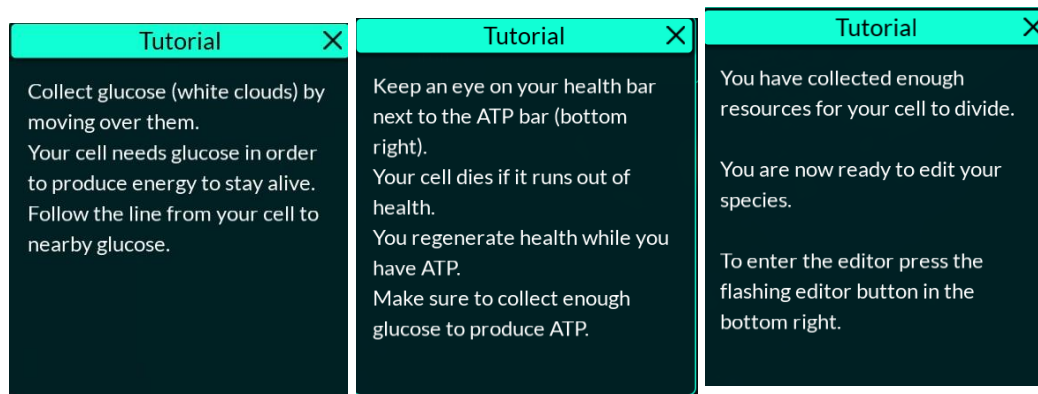 Tutorial
Collect glucose (white clouds) by
moving over them.
Your cell needs glucose in order
to produce energy to stay alive.
Follow the line from your cell to
nearby glucose.
Tutorial
Keep an eye on your health bar
next to the ATP bar (bottom
right).
Your cell dies if it runs out of
health.
You regenerate health while you
have ATP.
Make sure to collect enough
glucose to produce ATP.
Tutorial
You have collected enough
resources for your cell to divide.
You are now ready to edit your
species.
To enter the editor press the
flashing editor button in the
bottom right.